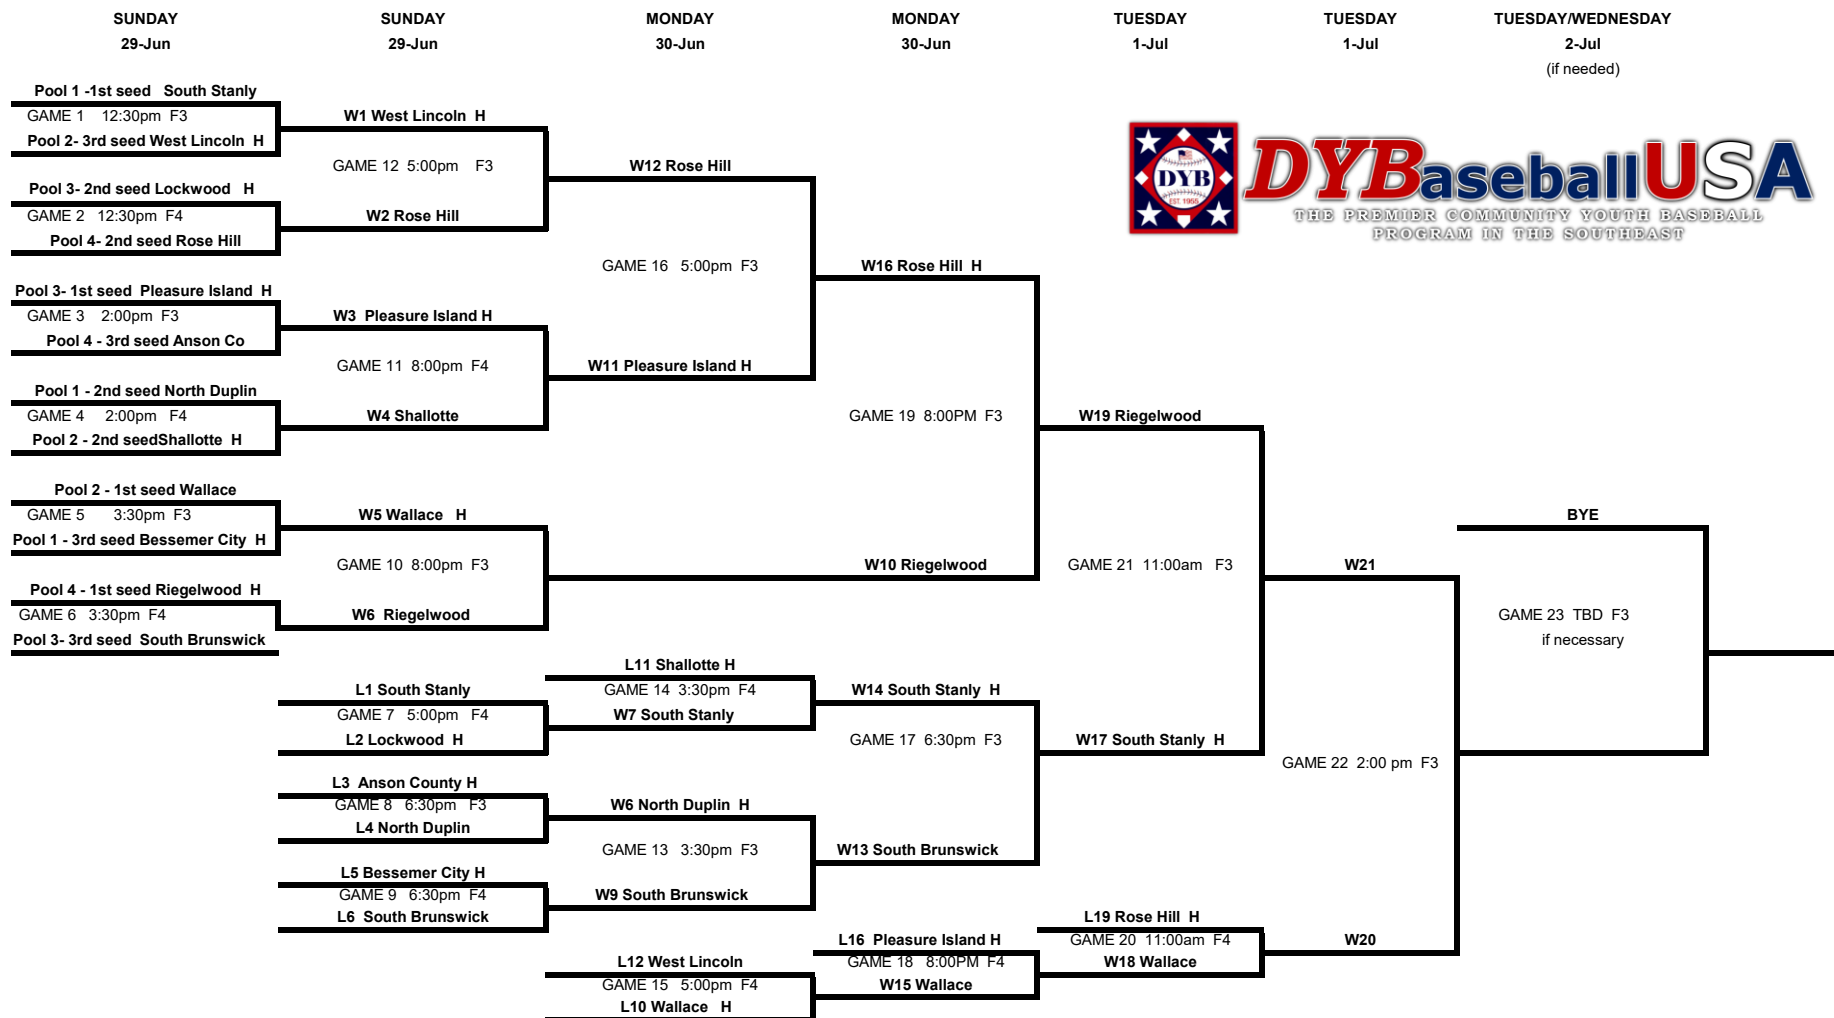 SUNDAY SUNDAY MONDAY MONDAY TUESDAY TUESDAY TUESDAY/WEDNESDAY
29-Jun 29-Jun 30-Jun 30-Jun 1-Jul 1-Jul 2-Jul
(if needed)
Pool 1 -1st seed South Stanly
GAME 1 12:30pm F3
Pool 2- 3rd seed West Lincoln H
Pool 3- 2nd seed Lockwood H
GAME 2 12:30pm F4
Pool 4- 2nd seed Rose Hill
Pool 3- 1st seed Pleasure Island H
GAME 3 2:00pm F3
Pool 4 - 3rd seed Anson Co
Pool 1 - 2nd seed North Duplin
GAME 4 2:00pm F4
Pool 2 - 2nd seedShallotte H
Pool 2 - 1st seed Wallace
GAME 5 3:30pm F3
Pool 1 - 3rd seed Bessemer City H
Pool 4 - 1st seed Riegelwood H
GAME 6 3:30pm F4
Pool 3- 3rd seed South Brunswick
W1 West Lincoln H
GAME 12 5:00pm F3
W2 Rose Hill
W3 Pleasure Island H
GAME 11 8:00pm F4
W4 Shallotte
W5 Wallace H
GAME 10 8:00pm F3
W6 Riegelwood
L1 South Stanly
GAME 7 5:00pm F4
L2 Lockwood H
L3 Anson County H
GAME 8 6:30pm F3
L4 North Duplin
L5 Bessemer City H
GAME 9 6:30pm F4
L6 South Brunswick
W12 Rose Hill
GAME 16 5:00pm F3
W11 Pleasure Island H
L11 Shallotte H
GAME 14 3:30pm F4
W7 South Stanly
W6 North Duplin H
GAME 13 3:30pm F3
W9 South Brunswick
L12 West Lincoln
GAME 15 5:00pm F4
L10 Wallace H
W16 Rose Hill H
GAME 19 8:00PM F3
W10 Riegelwood
W14 South Stanly H
GAME 17 6:30pm F3
W13 South Brunswick
L16 Pleasure Island H
GAME 18 8:00PM F4
W15 Wallace
W19 Riegelwood
GAME 21 11:00am F3
W17 South Stanly H
L19 Rose Hill H
GAME 20 11:00am F4
W18 Wallace
W21
GAME 22 2:00 pm F3
W20
BYE
GAME 23 TBD F3
if necessary
DYB
EST. 1955
DYBaseballUSA
THE PREMIER COMMUNITY YOUTH BASEBALL
PROGRAM IN THE SOUTHEAST